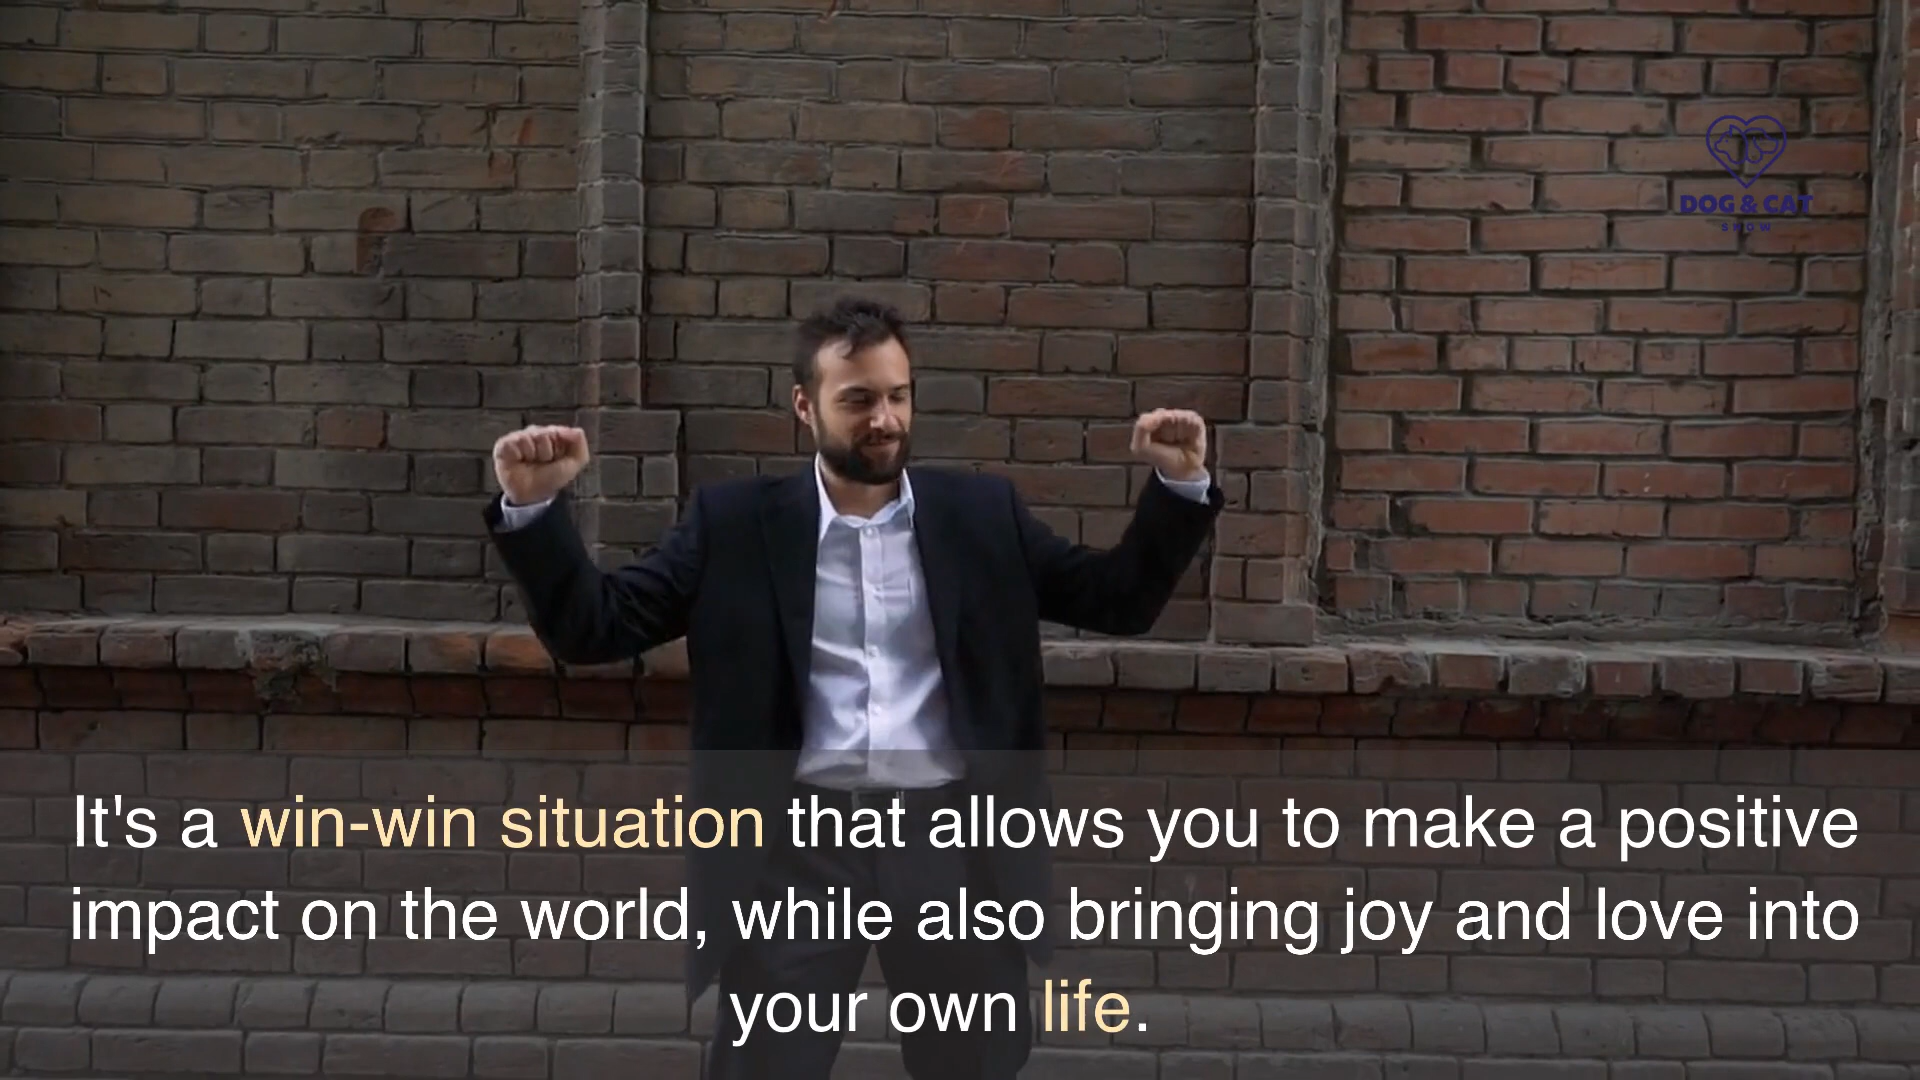 DOG & CAT
SHOW
It's a win-win situation that allows you to make a positive
impact on the world, while also bringing joy and love into
your own life.